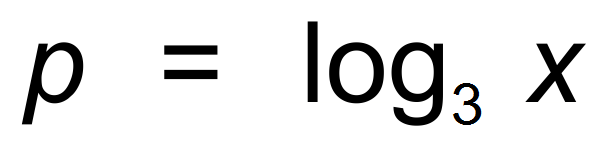 p = log₃ x